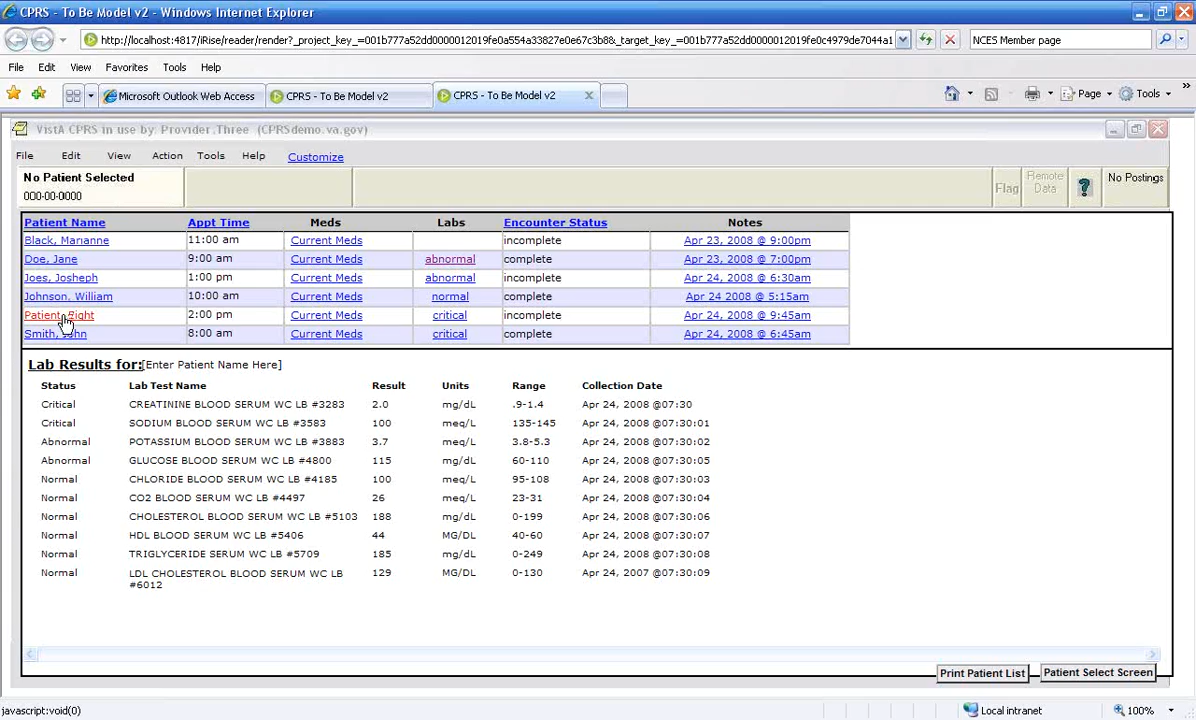 CPRS - To Be Model v2 - Windows Internet Explorer
http://localhost:4817/iRise/reader/render?_project_key_=001b777a52dd0000012019fe0a554a33827e0e67c3b8&_target_key_=001b777a52dd0000012019fe0c4979de7044a1
NCES Member page
File Edit View Favorites Tools Help
Microsoft Outlook Web Access CPRS - To Be Model v2 CPRS - To Be Model v2 Page Tools
VistA CPRS in use by: Provider,Three (CPRSdemo.va.gov)
File Edit View Action Tools Help Customize
No Patient Selected
000-00-0000
Flag
Remote Data
?
No Postings
Patient Name Appt Time Meds Labs Encounter Status Notes
Black, Marianne 11:00 am Current Meds incomplete Apr 23, 2008 @ 9:00pm
Doe, Jane 9:00 am Current Meds abnormal complete Apr 23, 2008 @ 7:00pm
Joes, Josheph 1:00 pm Current Meds abnormal incomplete Apr 24, 2008 @ 6:30am
Johnson, William 10:00 am Current Meds normal complete Apr 24 2008 @ 5:15am
Patient, Eight 2:00 pm Current Meds critical incomplete Apr 24, 2008 @ 9:45am
Smith, John 8:00 am Current Meds critical complete Apr 24, 2008 @ 6:45am
Lab Results for:[Enter Patient Name Here]
Status Lab Test Name Result Units Range Collection Date
Critical CREATININE BLOOD SERUM WC LB #3283 2.0 mg/dL .9-1.4 Apr 24, 2008 @07:30
Critical SODIUM BLOOD SERUM WC LB #3583 100 meq/L 135-145 Apr 24, 2008 @07:30:01
Abnormal POTASSIUM BLOOD SERUM WC LB #3883 3.7 meq/L 3.8-5.3 Apr 24, 2008 @07:30:02
Abnormal GLUCOSE BLOOD SERUM WC LB #4800 115 mg/dL 60-110 Apr 24, 2008 @07:30:05
Normal CHLORIDE BLOOD SERUM WC LB #4185 100 meq/L 95-108 Apr 24, 2008 @07:30:03
Normal CO2 BLOOD SERUM WC LB #4497 26 meq/L 23-31 Apr 24, 2008 @07:30:04
Normal CHOLESTEROL BLOOD SERUM WC LB #5103 188 mg/dL 0-199 Apr 24, 2008 @07:30:06
Normal HDL BLOOD SERUM WC LB #5406 44 MG/DL 40-60 Apr 24, 2008 @07:30:07
Normal TRIGLYCERIDE SERUM WC LB #5709 185 mg/dL 0-249 Apr 24, 2008 @07:30:08
Normal LDL CHOLESTEROL BLOOD SERUM WC LB 129 MG/DL 0-130 Apr 24, 2007 @07:30:09
#6012
Print Patient List Patient Select Screen
javascript:void(0) Local intranet 100%